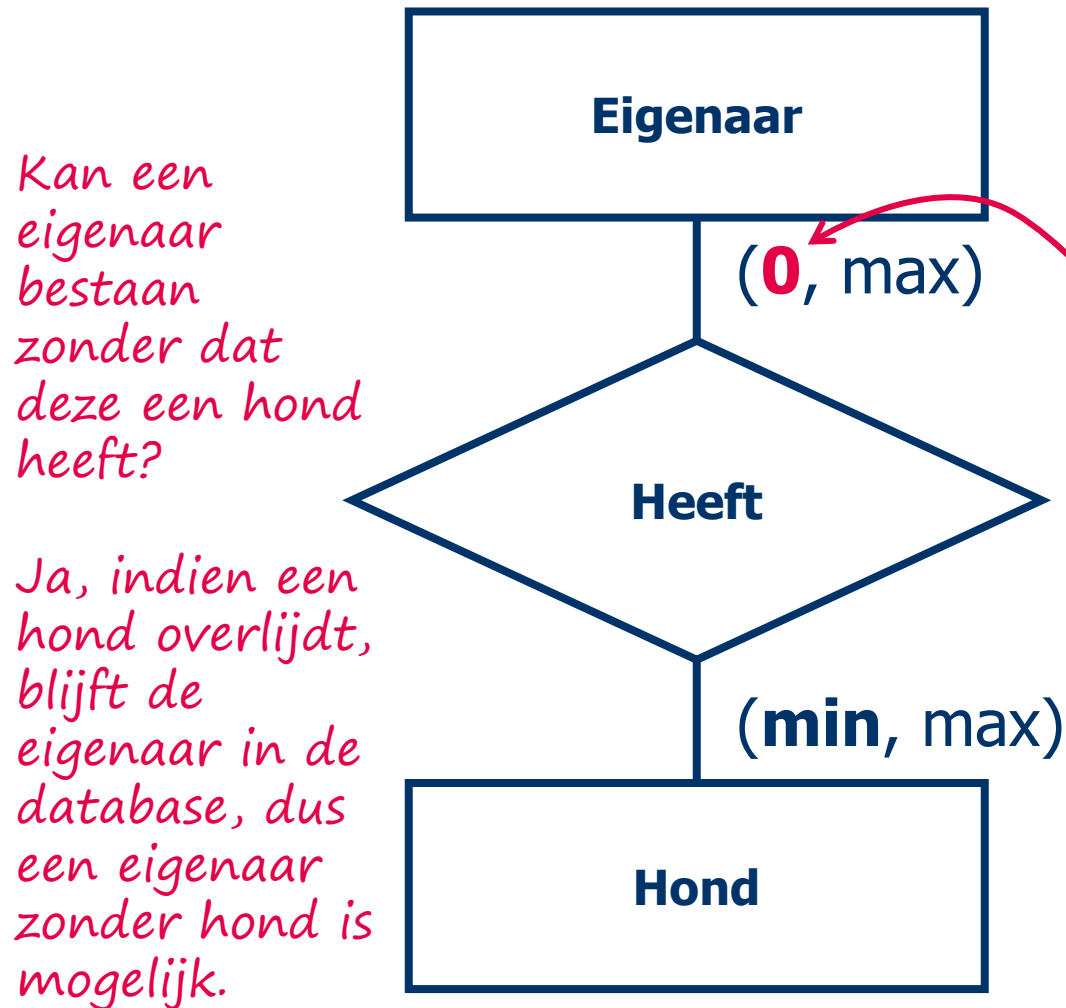 Eigenaar
Kan een
eigenaar
bestaan
zonder dat
deze een hond
heeft?
(0, max)
Heeft
Ja, indien een
hond overlijdt,
blijft de
eigenaar in de
database, dus
een eigenaar
zonder hond is
mogelijk.
(min, max)
Hond